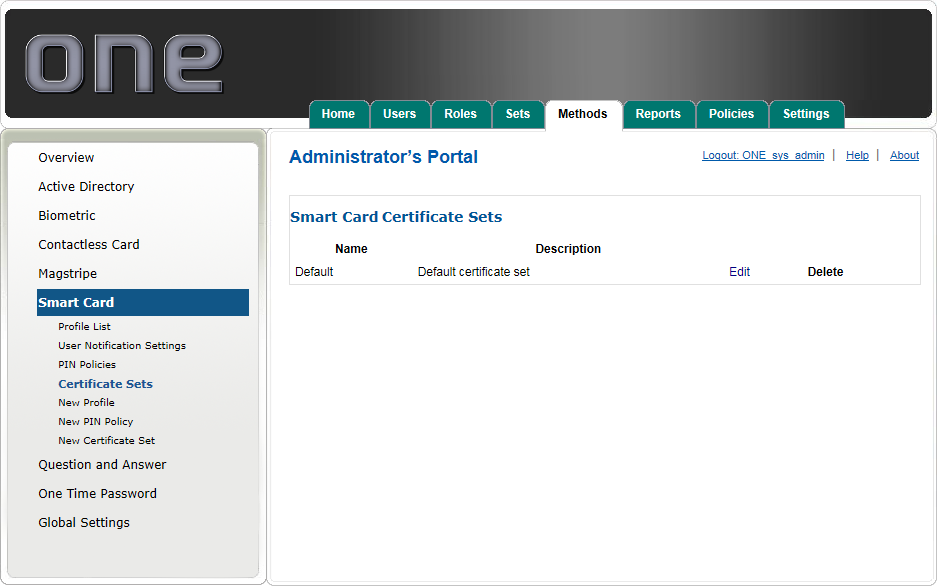 one
Home Users Roles Sets Methods Reports Policies Settings
Overview
Active Directory
Biometric
Contactless Card
Magstripe
Smart Card
Profile List
User Notification Settings
PIN Policies
Certificate Sets
New Profile
New PIN Policy
New Certificate Set
Question and Answer
One Time Password
Global Settings
Administrator's Portal
Logout: ONE_sys_admin | Help | About
Smart Card Certificate Sets
Name Description
Default Default certificate set Edit Delete